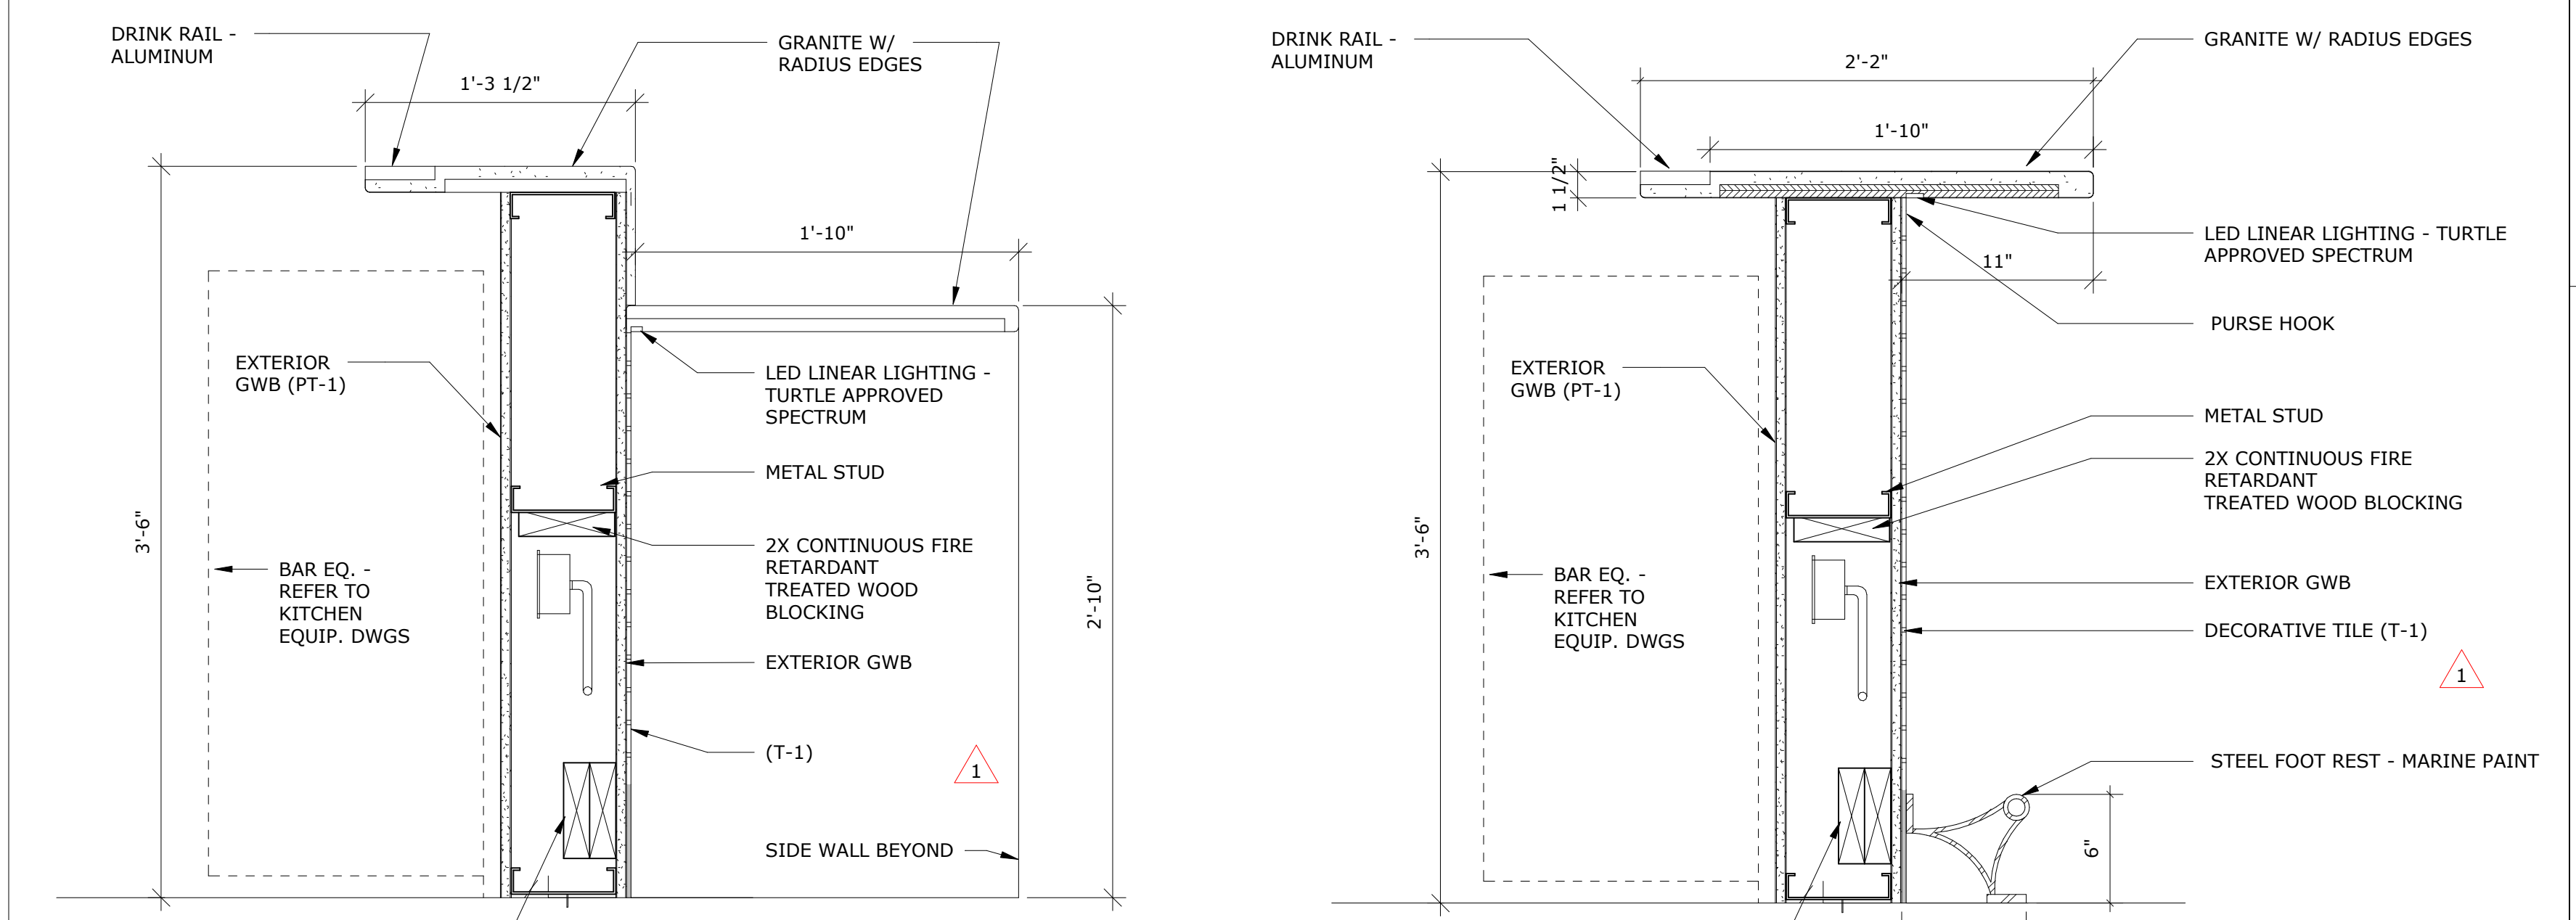 DRINK RAIL -
ALUMINUM
GRANITE W/
RADIUS EDGES
1'-3 1/2"
1'-10"
3'-6"
EXTERIOR
GWB (PT-1)
LED LINEAR LIGHTING -
TURTLE APPROVED
SPECTRUM
METAL STUD
2X CONTINUOUS FIRE
RETARDANT
TREATED WOOD
BLOCKING
BAR EQ. -
REFER TO
KITCHEN
EQUIP. DWGS
2'-10"
EXTERIOR GWB
(T-1)
1
SIDE WALL BEYOND
DRINK RAIL -
ALUMINUM
GRANITE W/ RADIUS EDGES
2'-2"
1'-10"
1 1/2"
LED LINEAR LIGHTING - TURTLE
APPROVED SPECTRUM
11"
PURSE HOOK
EXTERIOR
GWB (PT-1)
METAL STUD
2X CONTINUOUS FIRE
RETARDANT
TREATED WOOD BLOCKING
3'-6"
BAR EQ. -
REFER TO
KITCHEN
EQUIP. DWGS
EXTERIOR GWB
DECORATIVE TILE (T-1)
1
STEEL FOOT REST - MARINE PAINT
6"